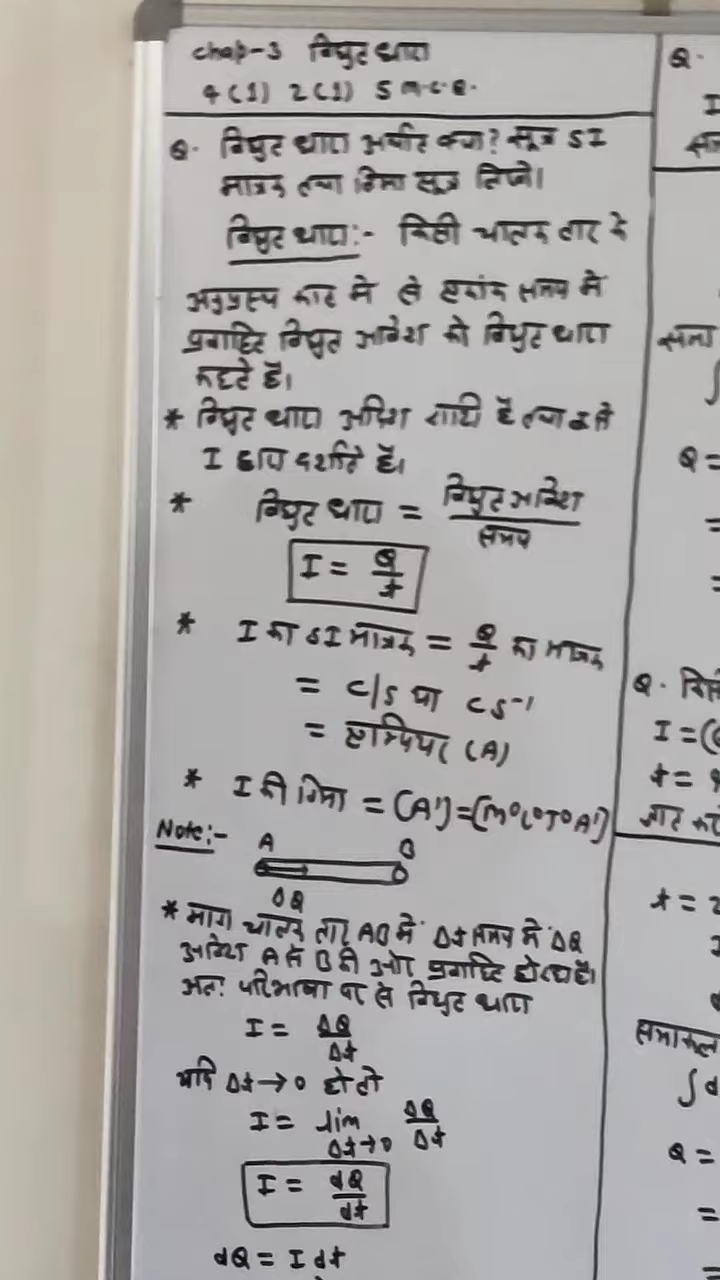 Chap-3 विद्युत धारा
4(1) 2(1) 5 M.C.Q.
Q. विद्युत धारा अर्थात क्या? सूत्र SI
मात्रक तथा विमा सूत्र लिखो।
विद्युत धारा:- किसी चालक तार के
अनुप्रस्थ काट में से एकांक समय में
प्रवाहित विद्युत आवेश को विद्युत धारा
कहते हैं।
* विद्युत धारा अदिश राशि है तथा इसे
I द्वारा दर्शाते हैं।
* विद्युत धारा = विद्युत आवेश / समय
I = Q/t
* I का SI मात्रक = Q/t का मात्रक
= C/S या CS⁻¹
= एम्पियर (A)
* I की विमा = (A¹) = (M⁰L⁰T⁰A¹)
Note:-
A B
ΔQ
* माना चालक तार AB में Δt समय में ΔQ
आवेश A से B की ओर प्रवाहित होता है।
अतः परिभाषा पर से विद्युत धारा
I = ΔQ/Δt
यदि Δt→0 हो तो
I = lim Δt→0 ΔQ/Δt
I = dQ/dt
dQ = I dt
Q.
I
सम
∫
Q =
=
=
Q.
I = (
t =
ज्ञात
t = 2
∫d
Q =
=
=